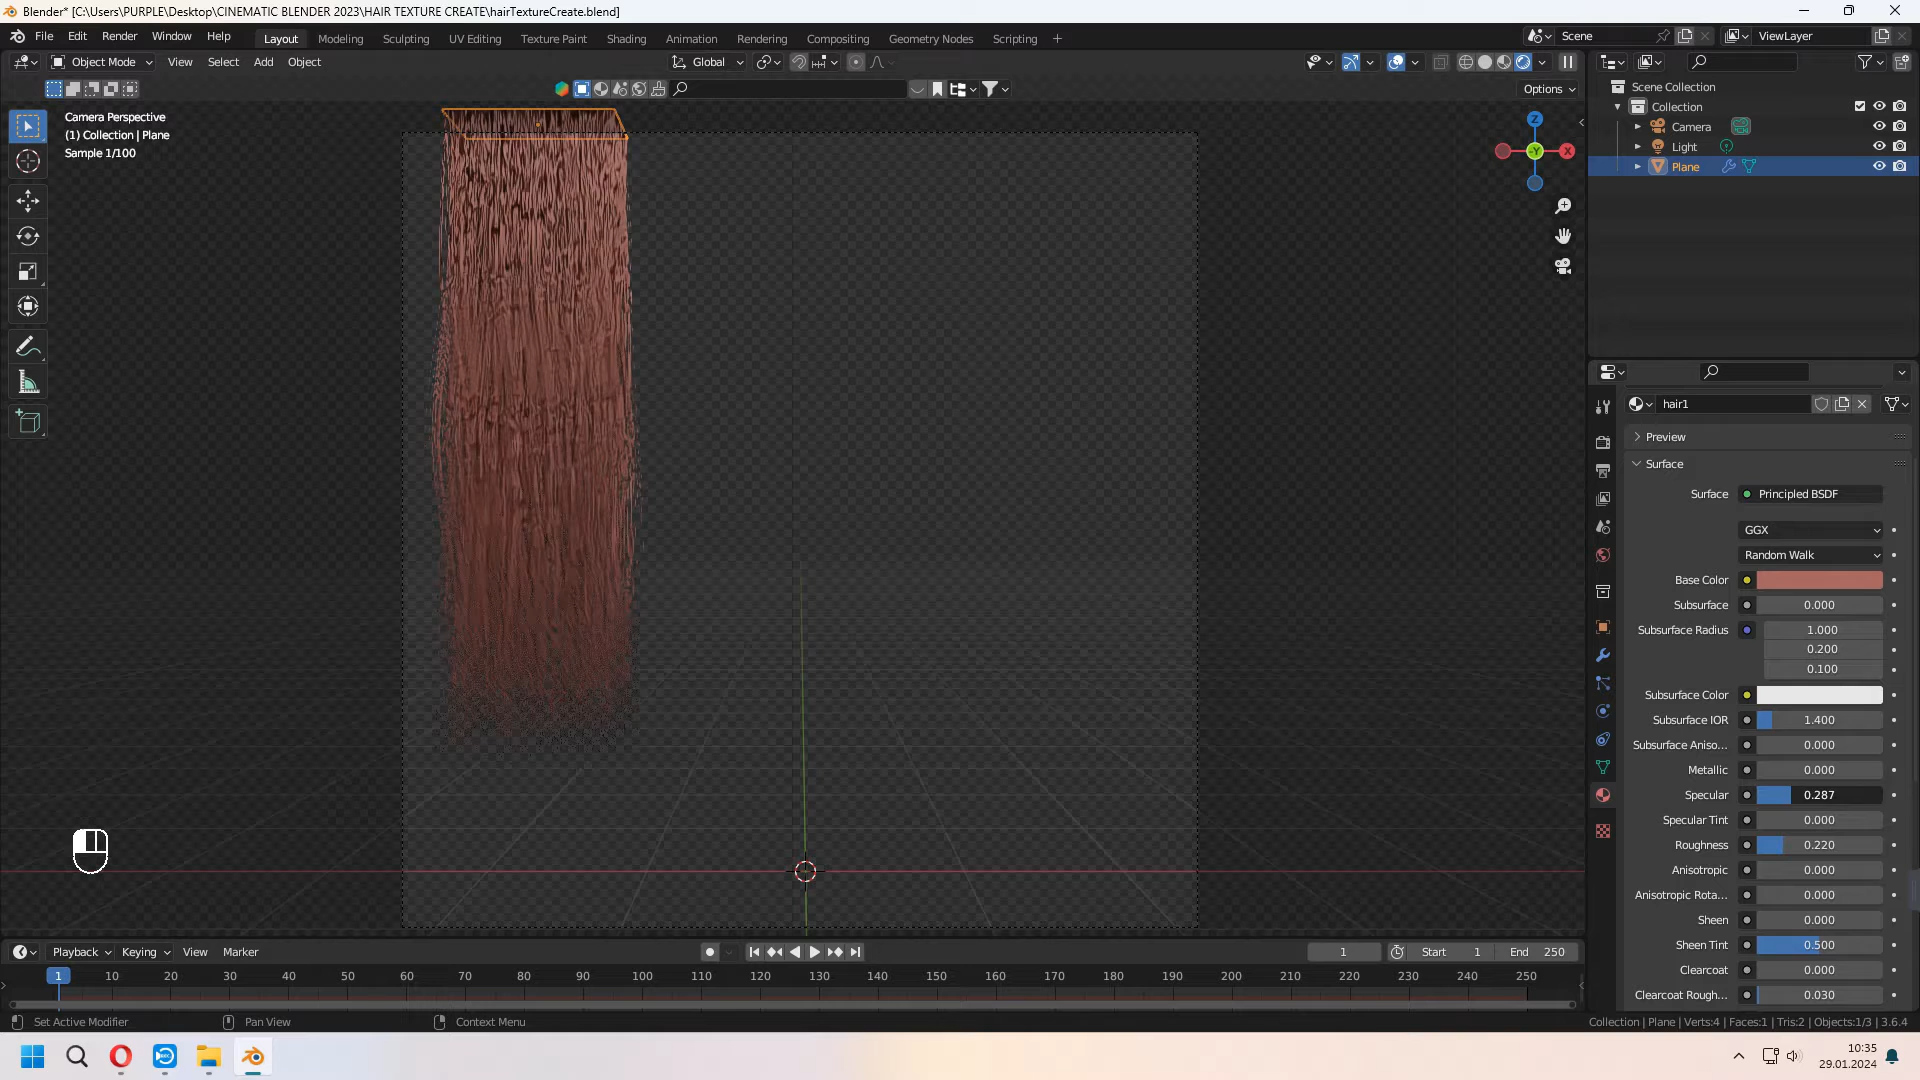 Blender* [C:\Users\PURPLE\Desktop\CINEMATIC BLENDER 2023\HAIR TEXTURE CREATE\hairTextureCreate.blend]
File Edit Render Window Help Layout Modeling Sculpting UV Editing Texture Paint Shading Animation Rendering Compositing Geometry Nodes Scripting + Scene ViewLayer
Object Mode View Select Add Object Global
Options
Camera Perspective
(1) Collection | Plane
Sample 1/100
Z
-Y
X
Scene Collection
Collection
Camera
Light
Plane
hair1
Preview
Surface
Surface Principled BSDF
GGX
Random Walk
Base Color
Subsurface 0.000
Subsurface Radius 1.000
0.200
0.100
Subsurface Color
Subsurface IOR 1.400
Subsurface Aniso... 0.000
Metallic 0.000
Specular 0.287
Specular Tint 0.000
Roughness 0.220
Anisotropic 0.000
Anisotropic Rota... 0.000
Sheen 0.000
Sheen Tint 0.500
Clearcoat 0.000
Clearcoat Rough... 0.030
Playback Keying View Marker 1 Start 1 End 250
1 10 20 30 40 50 60 70 80 90 100 110 120 130 140 150 160 170 180 190 200 210 220 230 240 250
Set Active Modifier Pan View Context Menu Collection | Plane | Verts:4 | Faces:1 | Tris:2 | Objects:1/3 | 3.6.4
10:35
29.01.2024